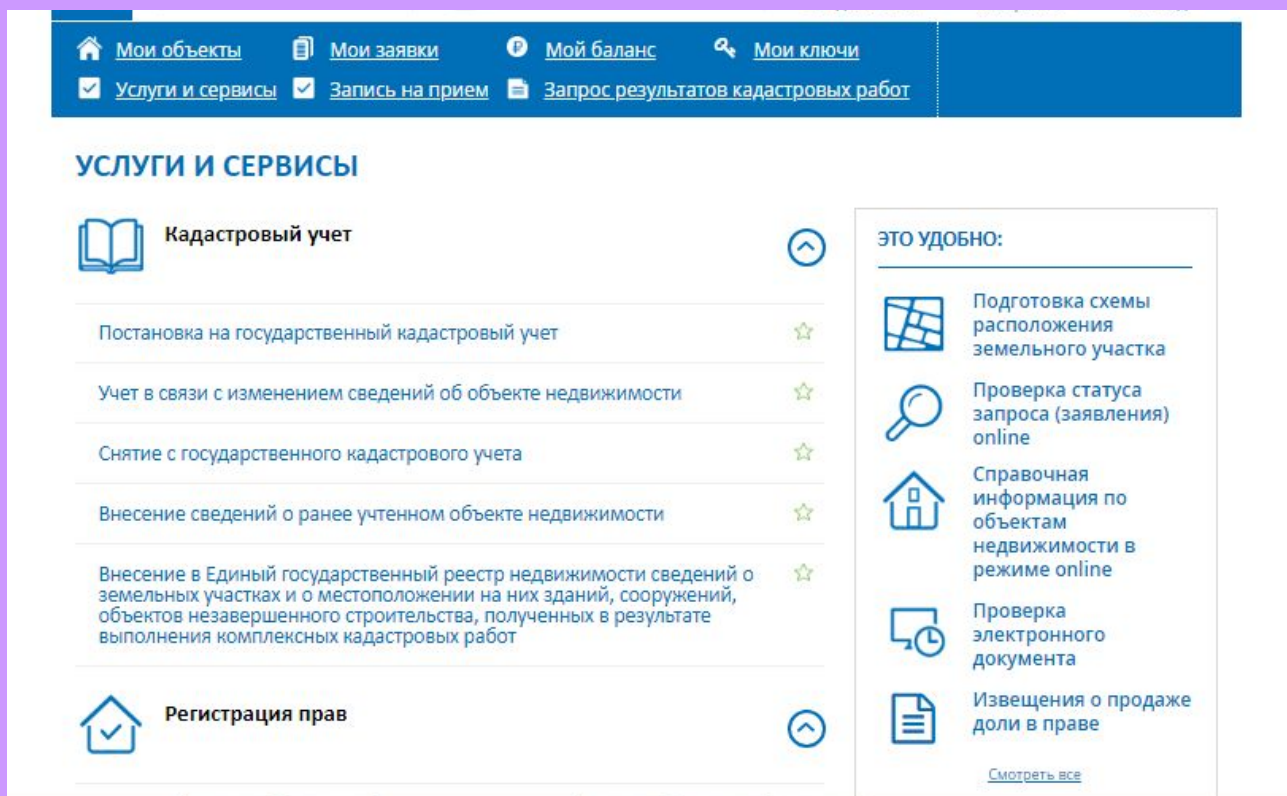 Мои объекты Мои заявки Мой баланс Мои ключи
Услуги и сервисы Запись на прием Запрос результатов кадастровых работ
УСЛУГИ И СЕРВИСЫ
Кадастровый учет
Постановка на государственный кадастровый учет
Учет в связи с изменением сведений об объекте недвижимости
Снятие с государственного кадастрового учета
Внесение сведений о ранее учтенном объекте недвижимости
Внесение в Единый государственный реестр недвижимости сведений о
земельных участках и о местоположении на них зданий, сооружений,
объектов незавершенного строительства, полученных в результате
выполнения комплексных кадастровых работ
Регистрация прав
ЭТО УДОБНО:
Подготовка схемы
расположения
земельного участка
Проверка статуса
запроса (заявления)
online
Справочная
информация по
объектам
недвижимости в
режиме online
Проверка
электронного
документа
Извещения о продаже
доли в праве
Смотреть все